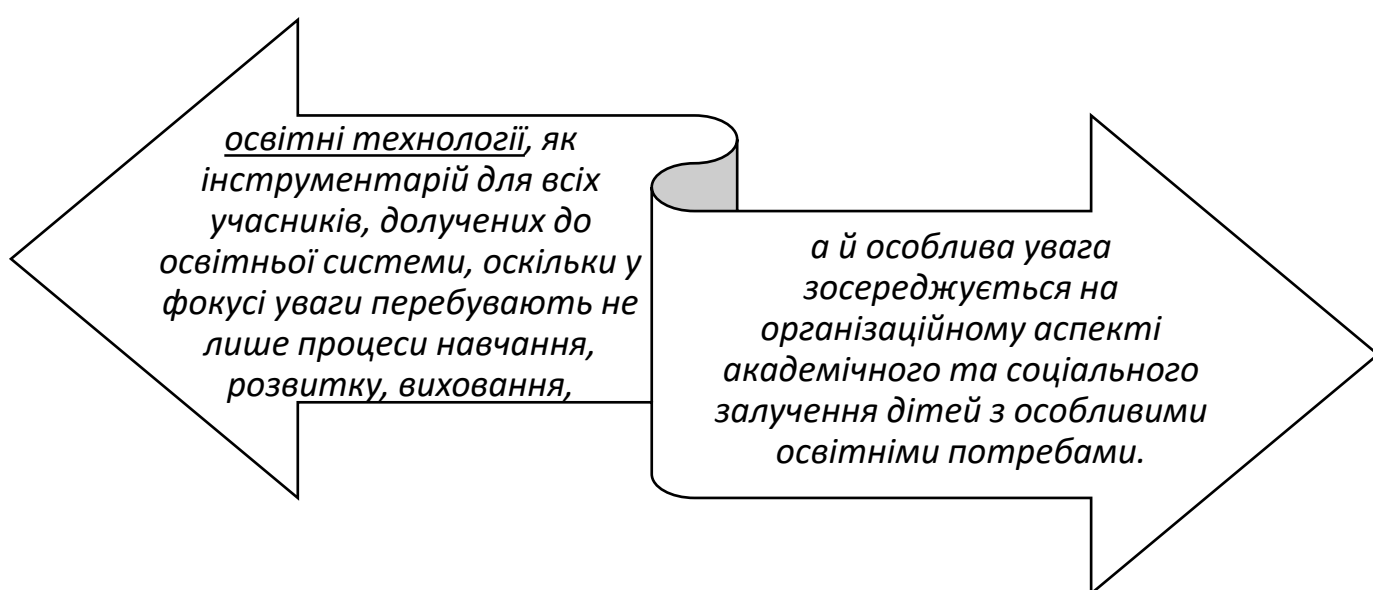 освітні технології, як
інструментарій для всіх
учасників, долучених до
освітньої системи, оскільки у
фокусі уваги перебувають не
лише процеси навчання,
розвитку, виховання,
а й особлива увага
зосереджується на
організаційному аспекті
академічного та соціального
залучення дітей з особливими
освітніми потребами.